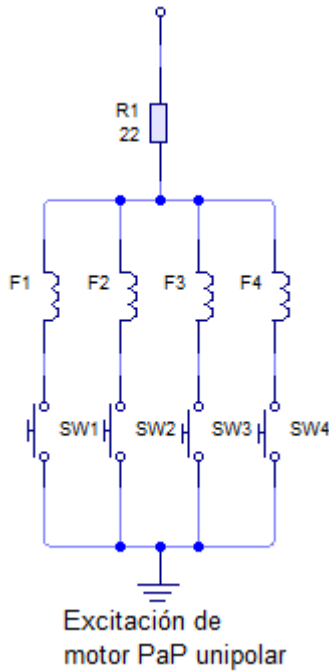 R1
22
F1 F2 F3 F4
SW1 SW2 SW3 SW4
Excitación de
motor PaP unipolar